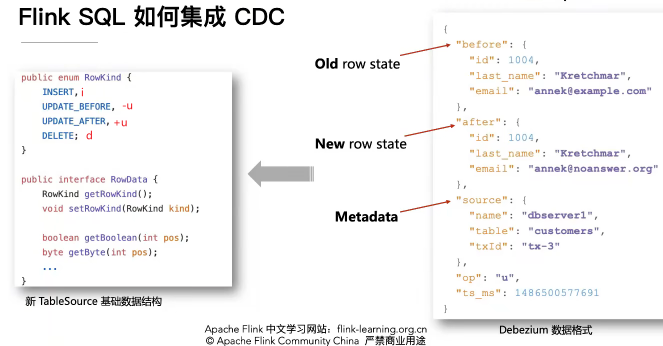 Flink SQL 如何集成 CDC
public enum RowKind {
INSERT, i
UPDATE_BEFORE, -u
UPDATE_AFTER, +u
DELETE; d
}
public interface RowData {
RowKind getRowKind();
void setRowKind(RowKind kind);
boolean getBoolean(int pos);
byte getByte(int pos);
...
}
新 TableSource 基础数据结构
Old row state
New row state
Metadata
{
"before": {
"id": 1004,
"last_name": "Kretchmar",
"email": "annek@example.com"
},
"after": {
"id": 1004,
"last_name": "Kretchmar",
"email": "annek@noanswer.org"
},
"source": {
"name": "dbserver1",
"table": "customers",
"txId": "tx-3"
},
"op": "u",
"ts_ms": 1486500577691
}
Debezium 数据格式
Apache Flink 中文学习网站：flink-learning.org.cn
© Apache Flink Community China 严禁商业用途